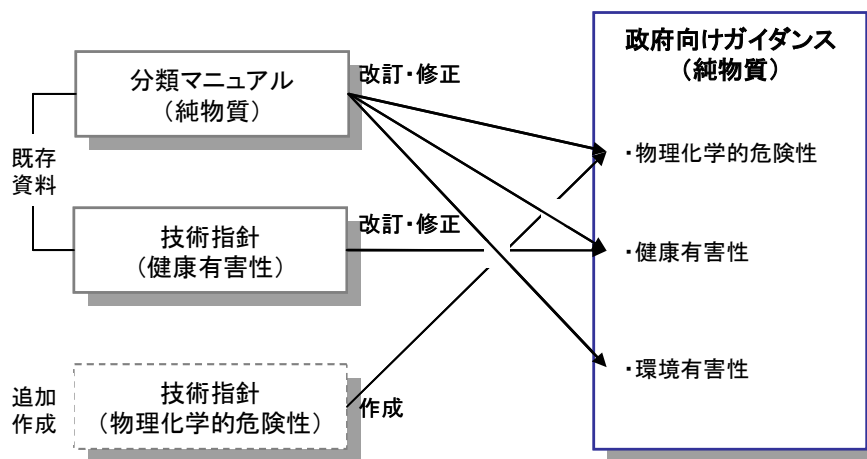 政府向けガイダンス
（純物質）
分類マニュアル
（純物質）
改訂・修正
既存
資料
・物理化学的危険性
技術指針
（健康有害性）
改訂・修正
・健康有害性
追加
作成
技術指針
（物理化学的危険性）
作成
・環境有害性